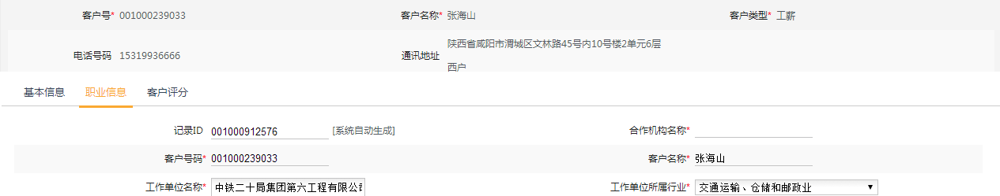 客户号* 001000239033 客户名称* 张海山 客户类型* 工薪
电话号码 15319936666 通讯地址 陕西省咸阳市渭城区文林路45号内10号楼2单元6层
西户
基本信息 职业信息 客户评分
记录ID 001000912576 [系统自动生成] 合作机构名称*
客户号码* 001000239033 客户名称* 张海山
工作单位名称* 中铁二十局集团第六工程有限公司 工作单位所属行业* 交通运输、仓储和邮政业